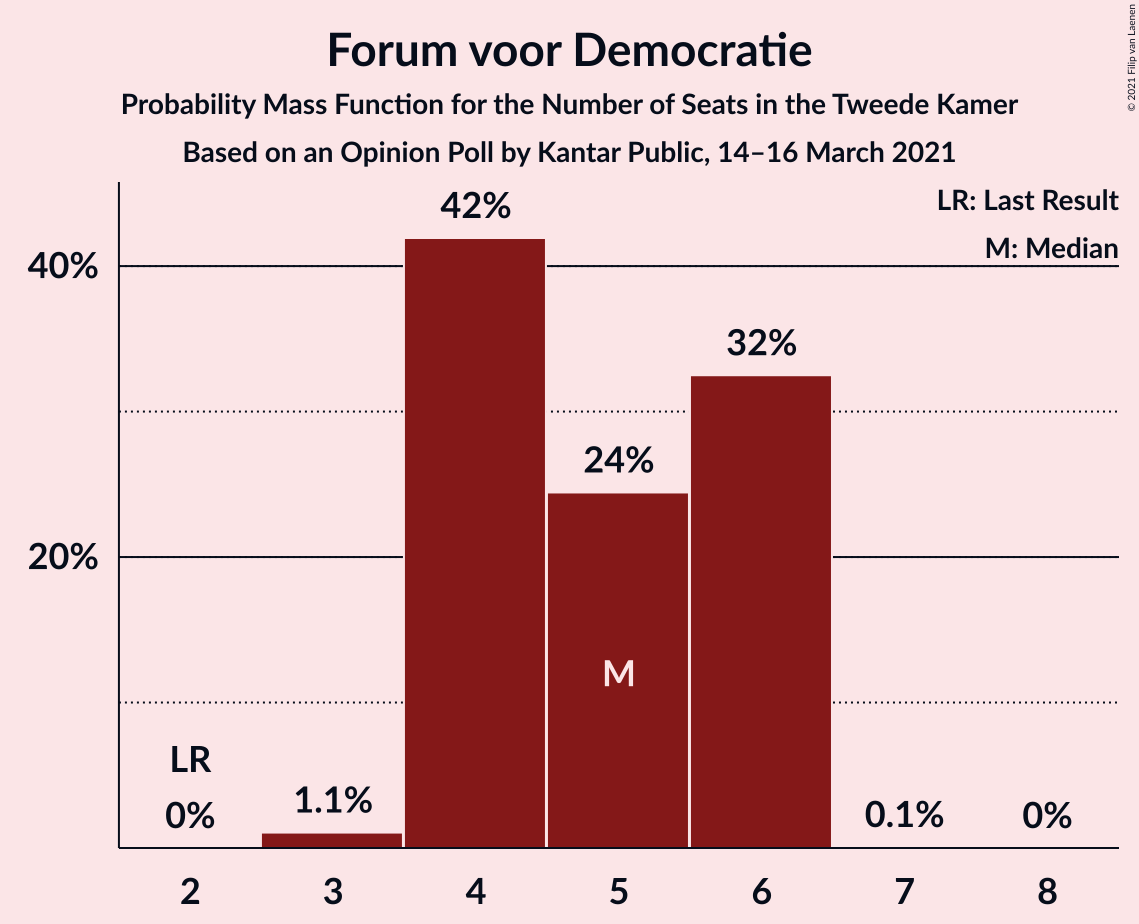 Forum voor Democratie
Probability Mass Function for the Number of Seats in the Tweede Kamer
Based on an Opinion Poll by Kantar Public, 14–16 March 2021
© 2021 Filip van Laenen
LR: Last Result
M: Median
42%
40%
32%
24%
20%
M
LR
0%
1.1%
0.1%
0%
2 3 4 5 6 7 8